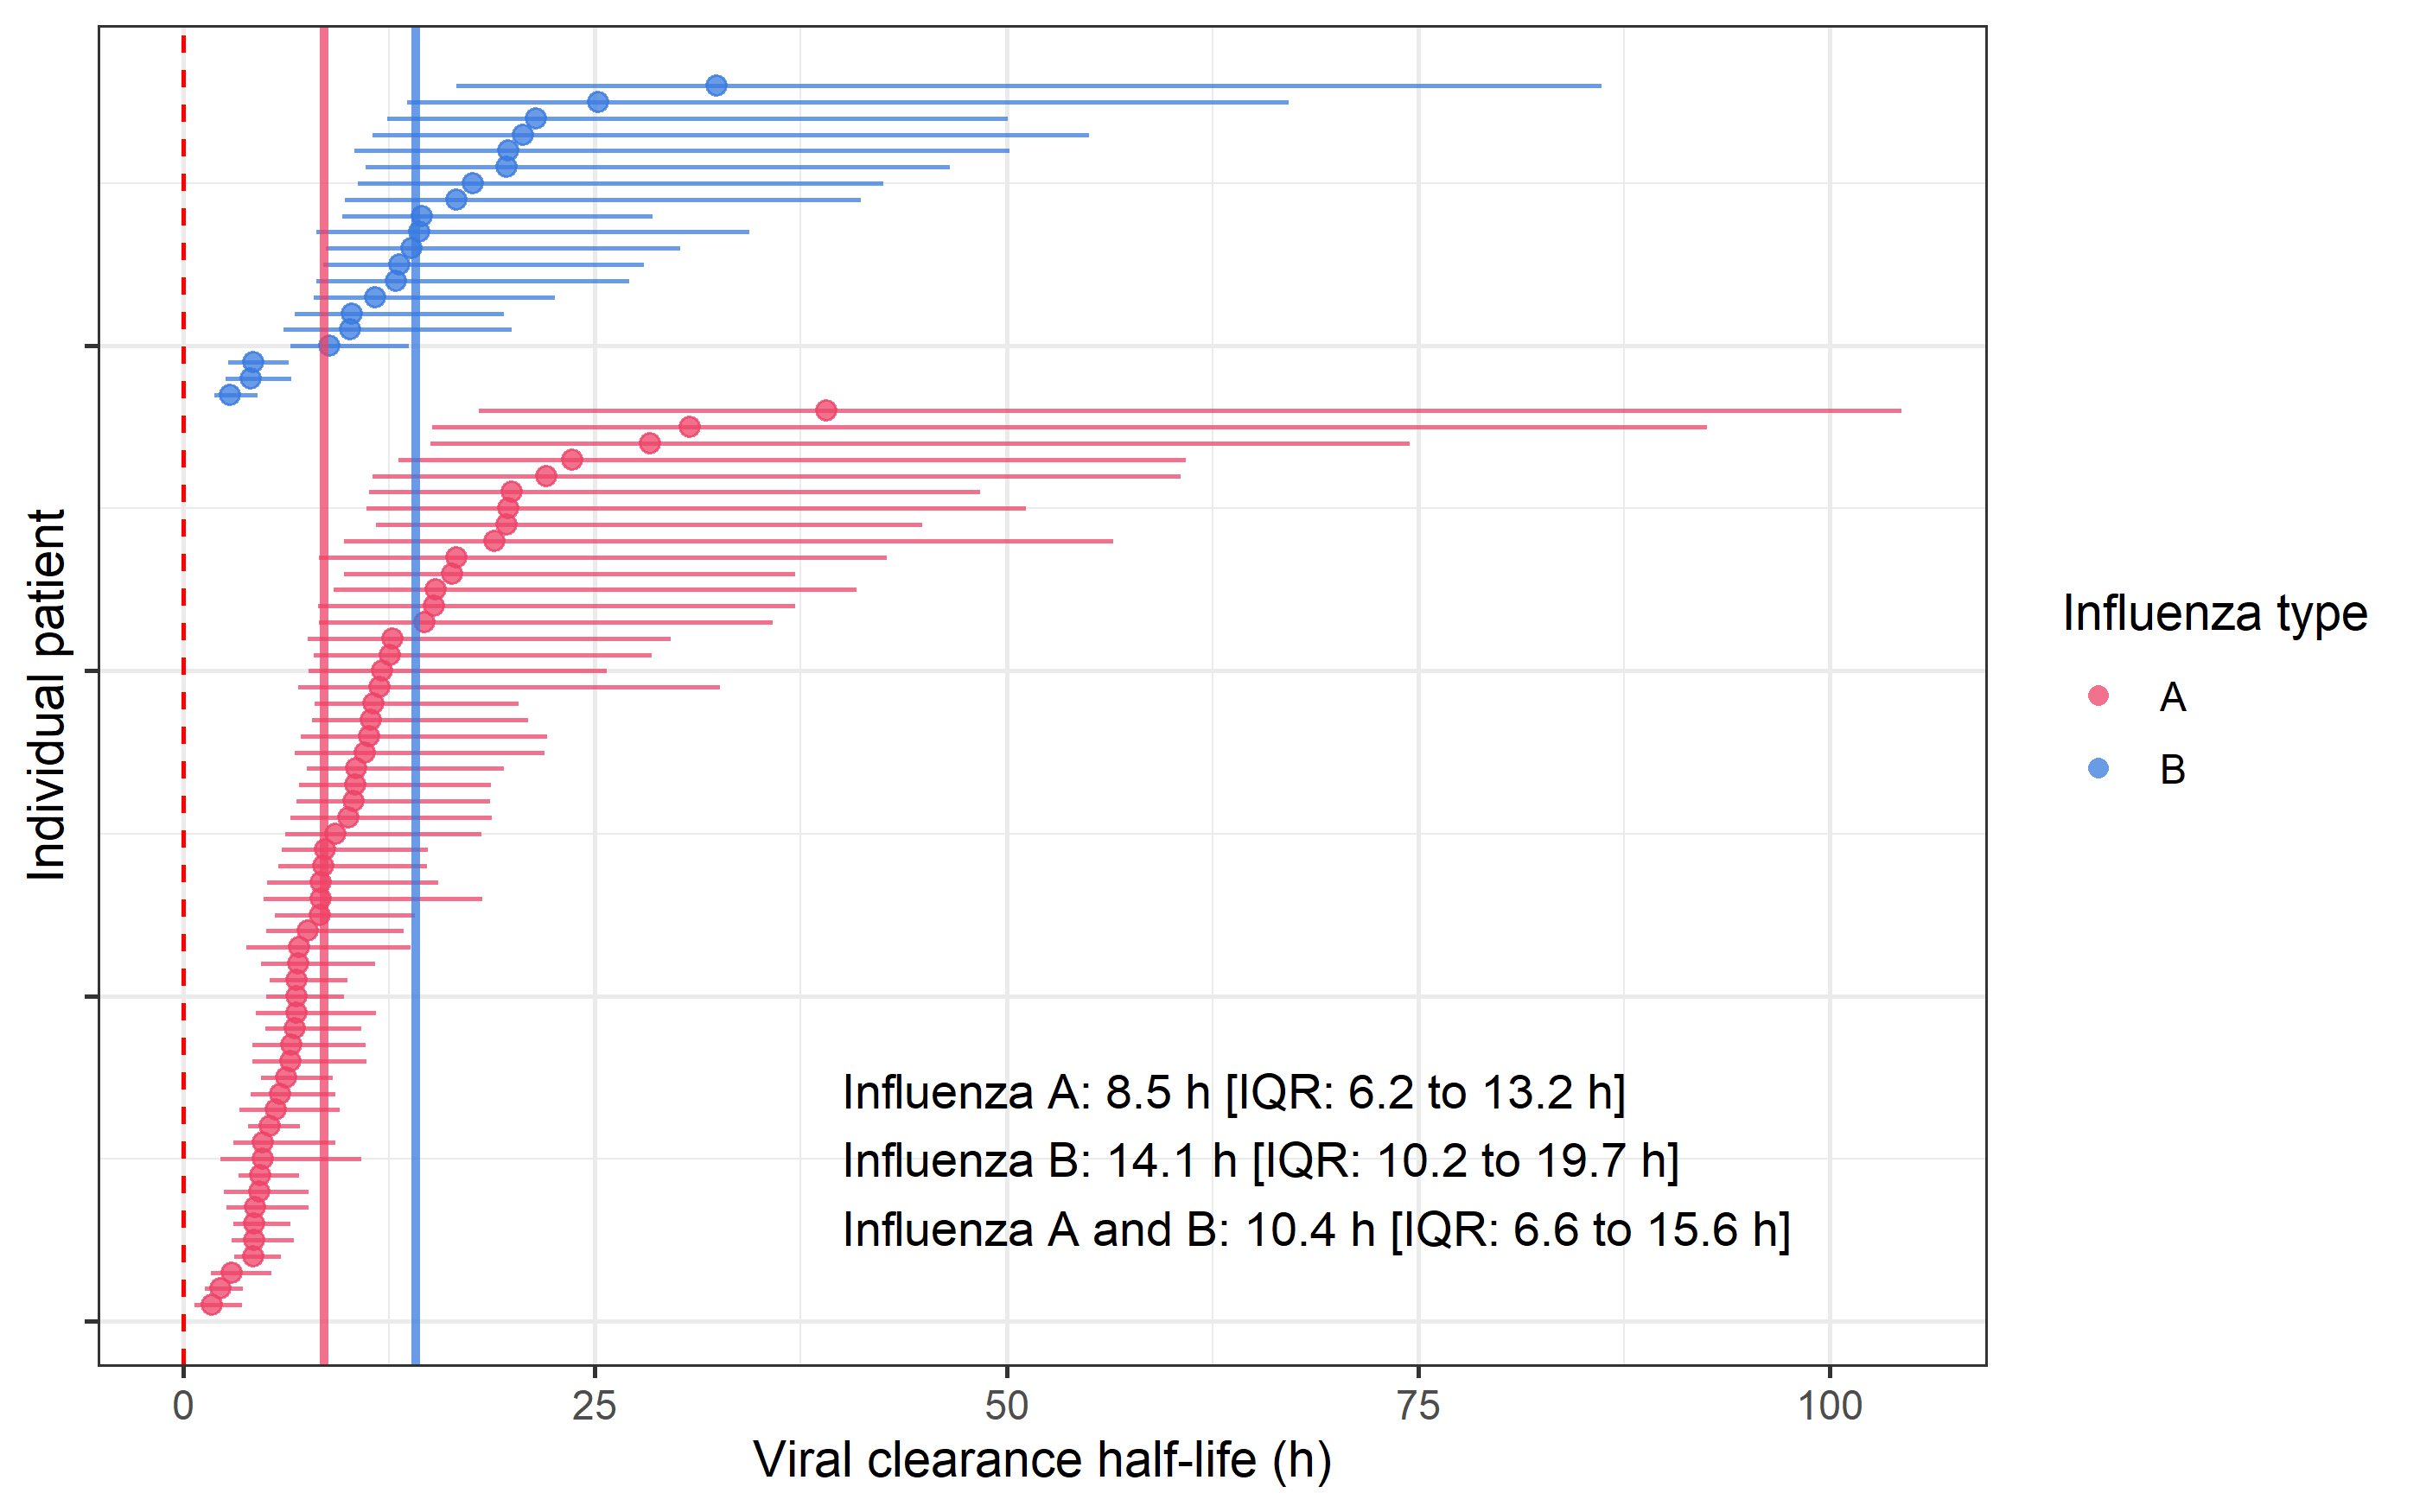 Individual patient
Influenza A: 8.5 h [IQR: 6.2 to 13.2 h]
Influenza B: 14.1 h [IQR: 10.2 to 19.7 h]
Influenza A and B: 10.4 h [IQR: 6.6 to 15.6 h]
0 25 50 75 100
Viral clearance half-life (h)
Influenza type
A
B